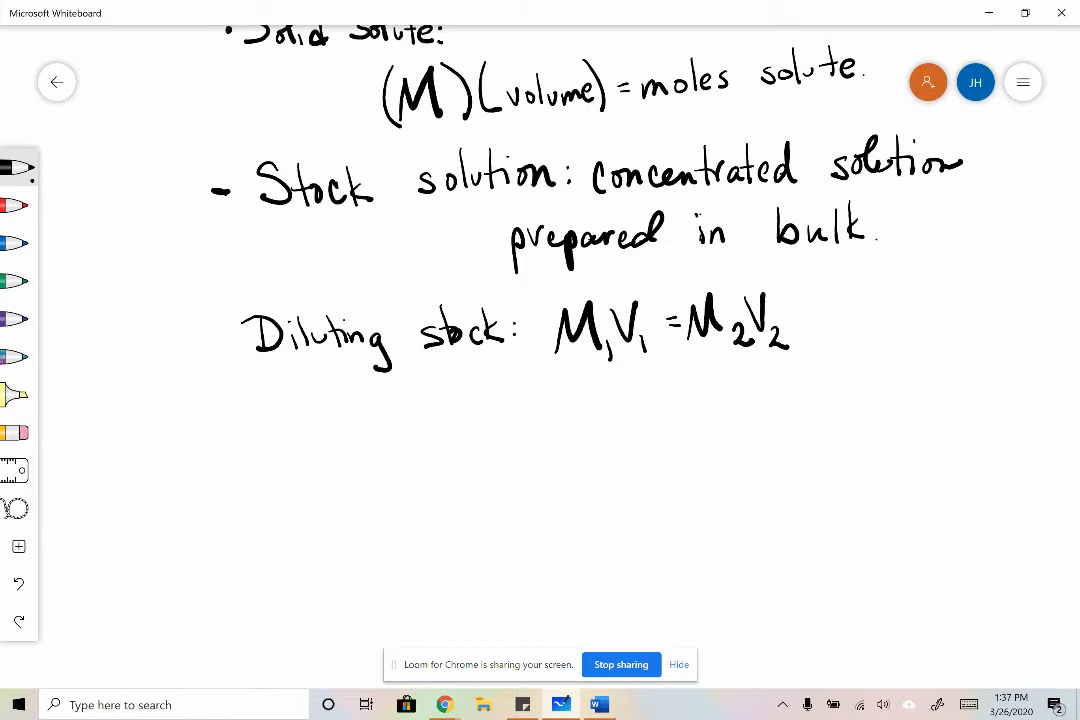 Microsoft Whiteboard
• Solid solute:
(M)(volume) = moles solute.
JH
- Stock solution: concentrated solution
prepared in bulk.
Diluting stock: M₁V₁ = M₂V₂
Loom for Chrome is sharing your screen. Stop sharing Hide
Type here to search
1:37 PM
3/26/2020
2